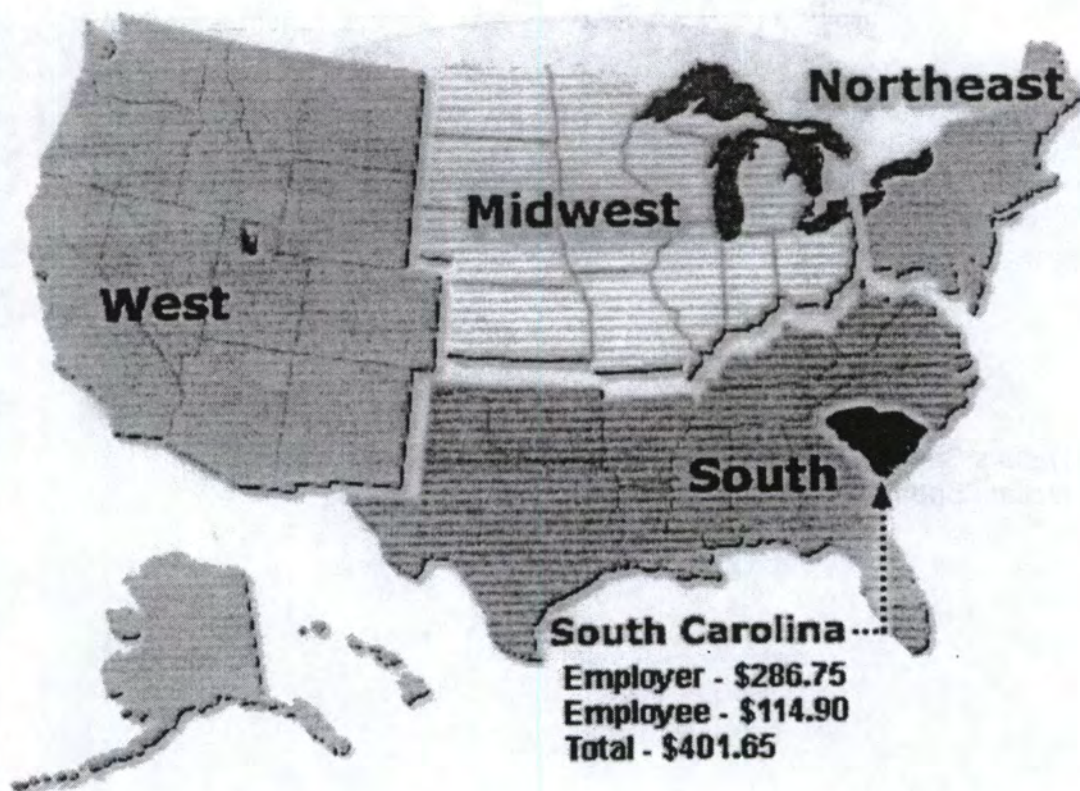 Northeast
Midwest
West
South
South Carolina
Employer - $286.75
Employee - $114.90
Total - $401.65